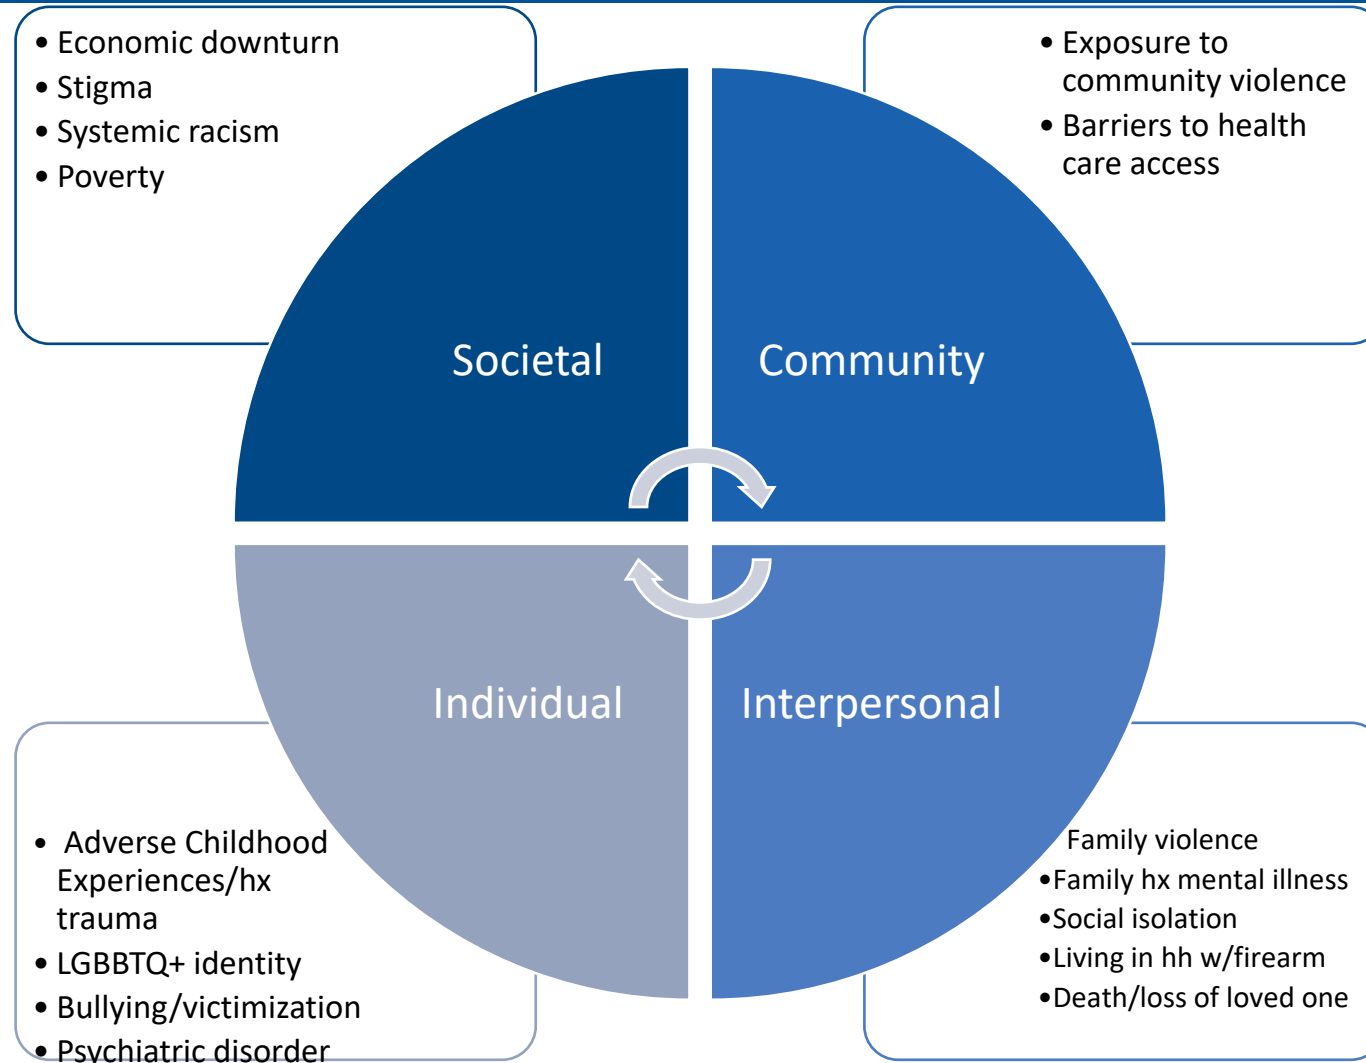 • Economic downturn
• Stigma
• Systemic racism
• Poverty
• Exposure to
community violence
• Barriers to health
care access
Societal
Community
Individual
Interpersonal
• Adverse Childhood
Experiences/hx
trauma
• LGBBTQ+ identity
• Bullying/victimization
• Psychiatric disorder
Family violence
•Family hx mental illness
•Social isolation
•Living in hh w/firearm
•Death/loss of loved one